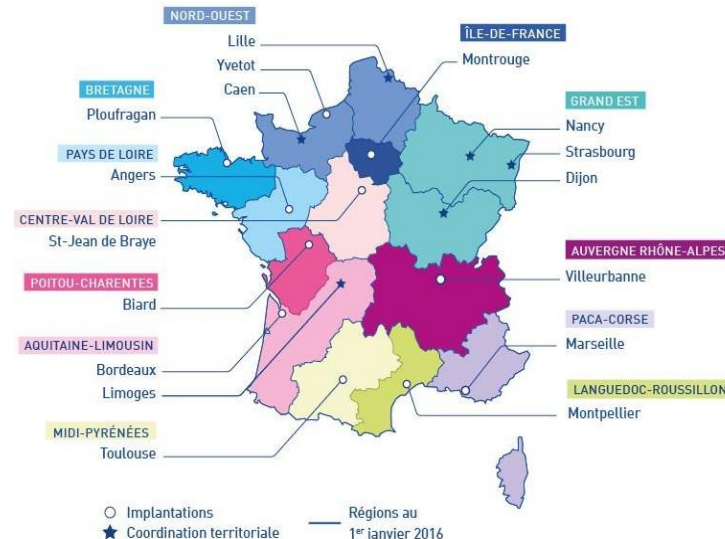 NORD-OUEST
Lille
Yvetot
Caen
BRETAGNE
Ploufragan
PAYS DE LOIRE
Angers
CENTRE-VAL DE LOIRE
St-Jean de Braye
POITOU-CHARENTES
Biard
AQUITAINE-LIMOUSIN
Bordeaux
Limoges
MIDI-PYRÉNÉES
Toulouse
ÎLE-DE-FRANCE
Montrouge
GRAND EST
Nancy
Strasbourg
Dijon
AUVERGNE RHÔNE-ALPES
Villeurbanne
PACA-CORSE
Marseille
LANGUEDOC-ROUSSILLON
Montpellier
Implantations
Coordination territoriale
Régions au
1er janvier 2016